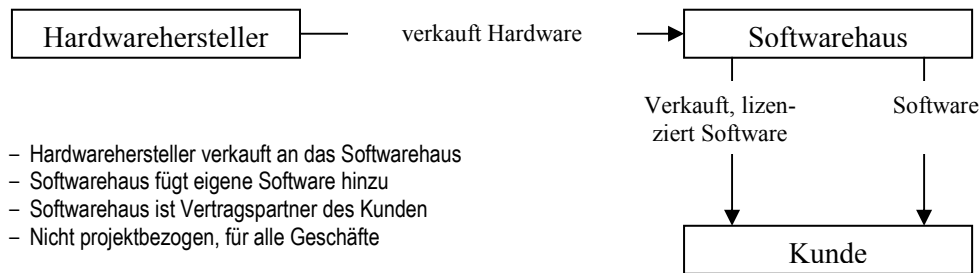 Hardwarehersteller
verkauft Hardware
Softwarehaus
Verkauft, lizen-
ziert Software
Software
– Hardwarehersteller verkauft an das Softwarehaus
– Softwarehaus fügt eigene Software hinzu
– Softwarehaus ist Vertragspartner des Kunden
– Nicht projektbezogen, für alle Geschäfte
Kunde